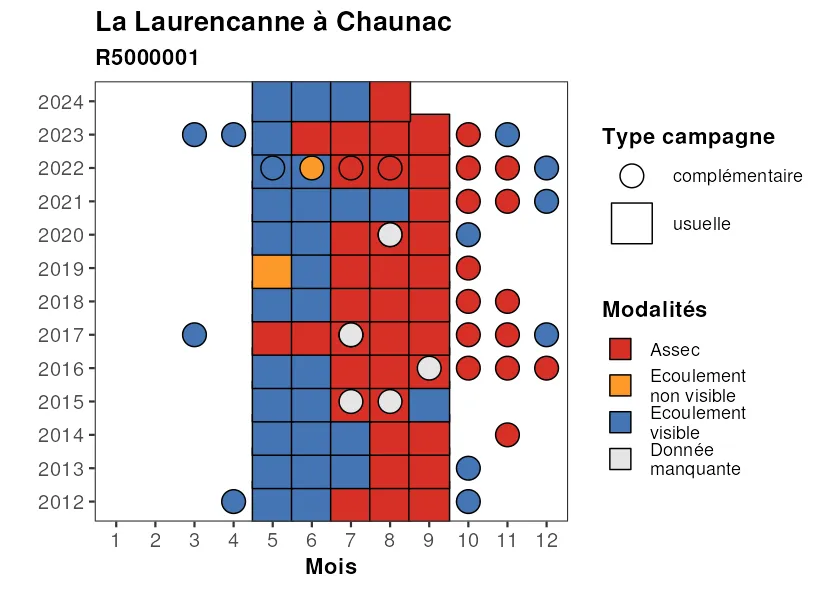 La Laurencanne à Chaunac
R5000001
2024
2023
2022
2021
2020
2019
2018
2017
2016
2015
2014
2013
2012
1 2 3 4 5 6 7 8 9 10 11 12
Mois
Type campagne
complémentaire
usuelle
Modalités
Assec
Ecoulement
non visible
Ecoulement
visible
Donnée
manquante